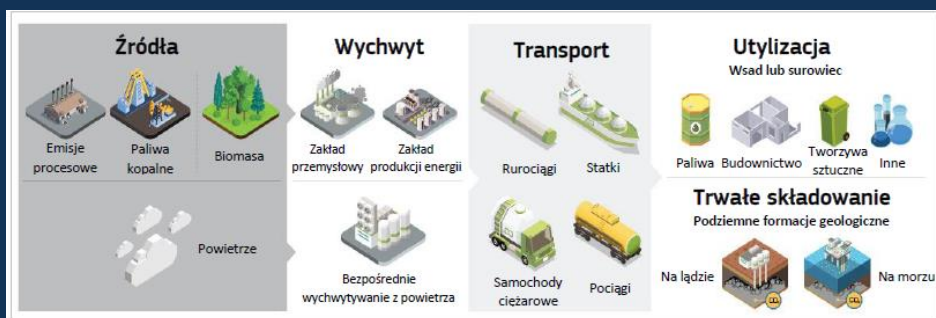 Źródła
Emisje
procesowe
Paliwa
kopalne
Biomasa
Powietrze
Wychwyt
Zakład
przemysłowy
Zakład
produkcji energii
Bezpośrednie
wychwytywanie z powietrza
Transport
Rurociągi
Statki
Samochody
ciężarowe
Pociągi
Utylizacja
Wsad lub surowiec
Paliwa
Budownictwo
Tworzywa
sztuczne
Inne
Trwałe składowanie
Podziemne formacje geologiczne
Na lądzie
Na morzu